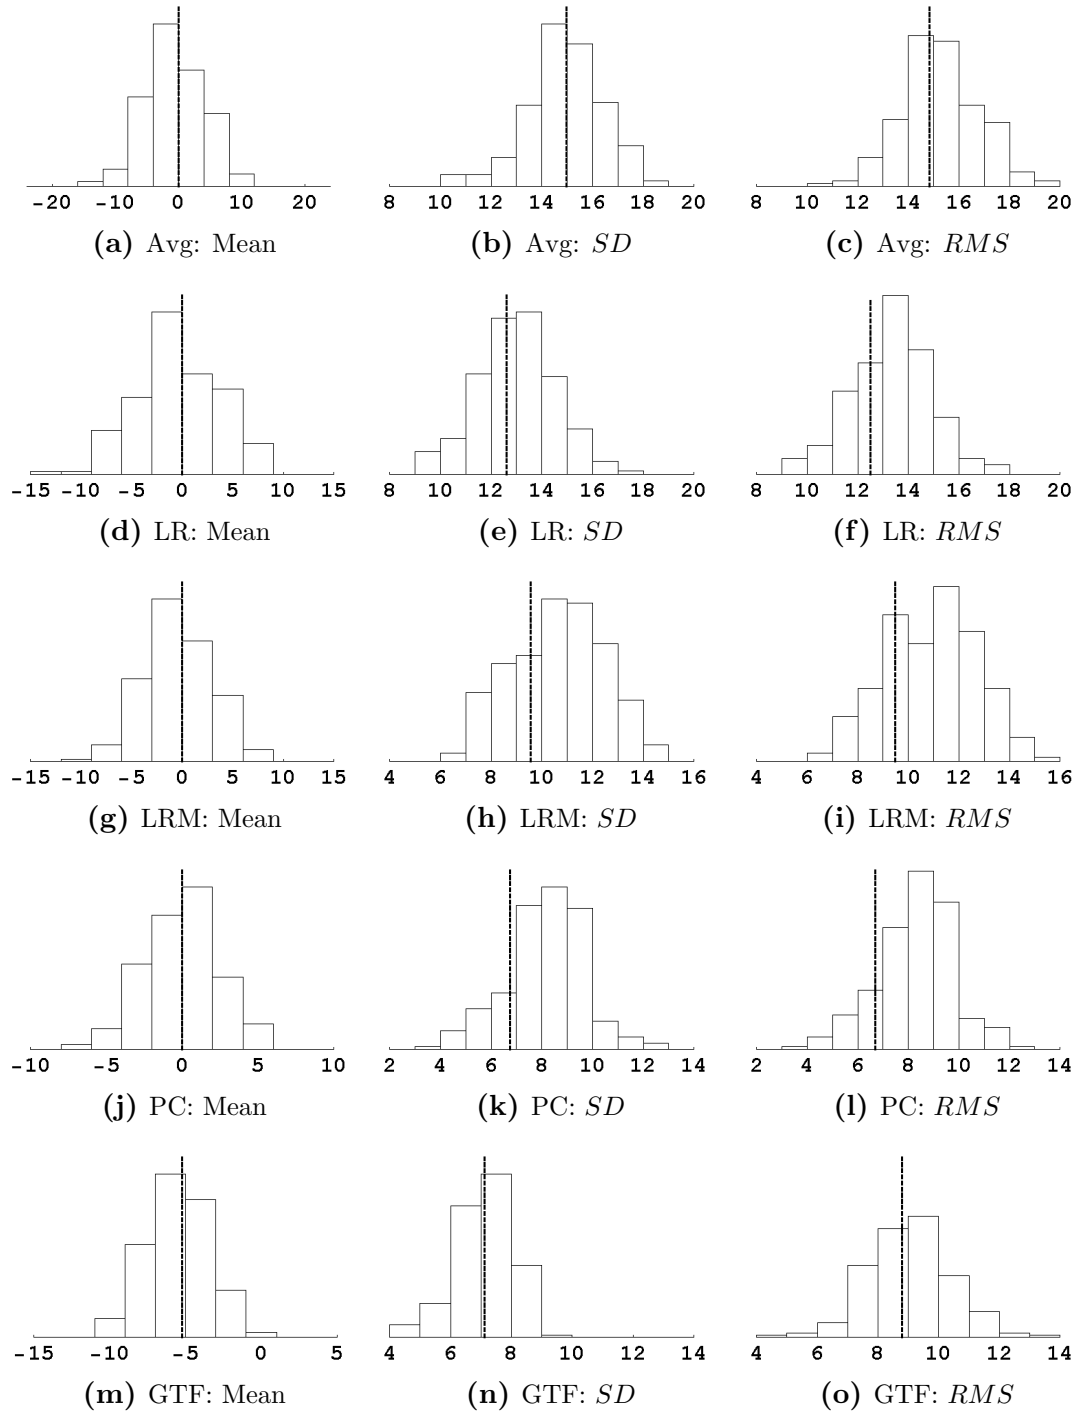 -20 -10 0 10 20 8 10 12 14 16 18 20 8 10 12 14 16 18 20
(a) Avg: Mean (b) Avg: SD (c) Avg: RMS
-15 -10 -5 0 5 10 15 8 10 12 14 16 18 20 8 10 12 14 16 18 20
(d) LR: Mean (e) LR: SD (f) LR: RMS
-15 -10 -5 0 5 10 15 4 6 8 10 12 14 16 4 6 8 10 12 14 16
(g) LRM: Mean (h) LRM: SD (i) LRM: RMS
-10 -5 0 5 10 2 4 6 8 10 12 14 2 4 6 8 10 12 14
(j) PC: Mean (k) PC: SD (l) PC: RMS
-15 -10 -5 0 5 4 6 8 10 12 14 4 6 8 10 12 14
(m) GTF: Mean (n) GTF: SD (o) GTF: RMS